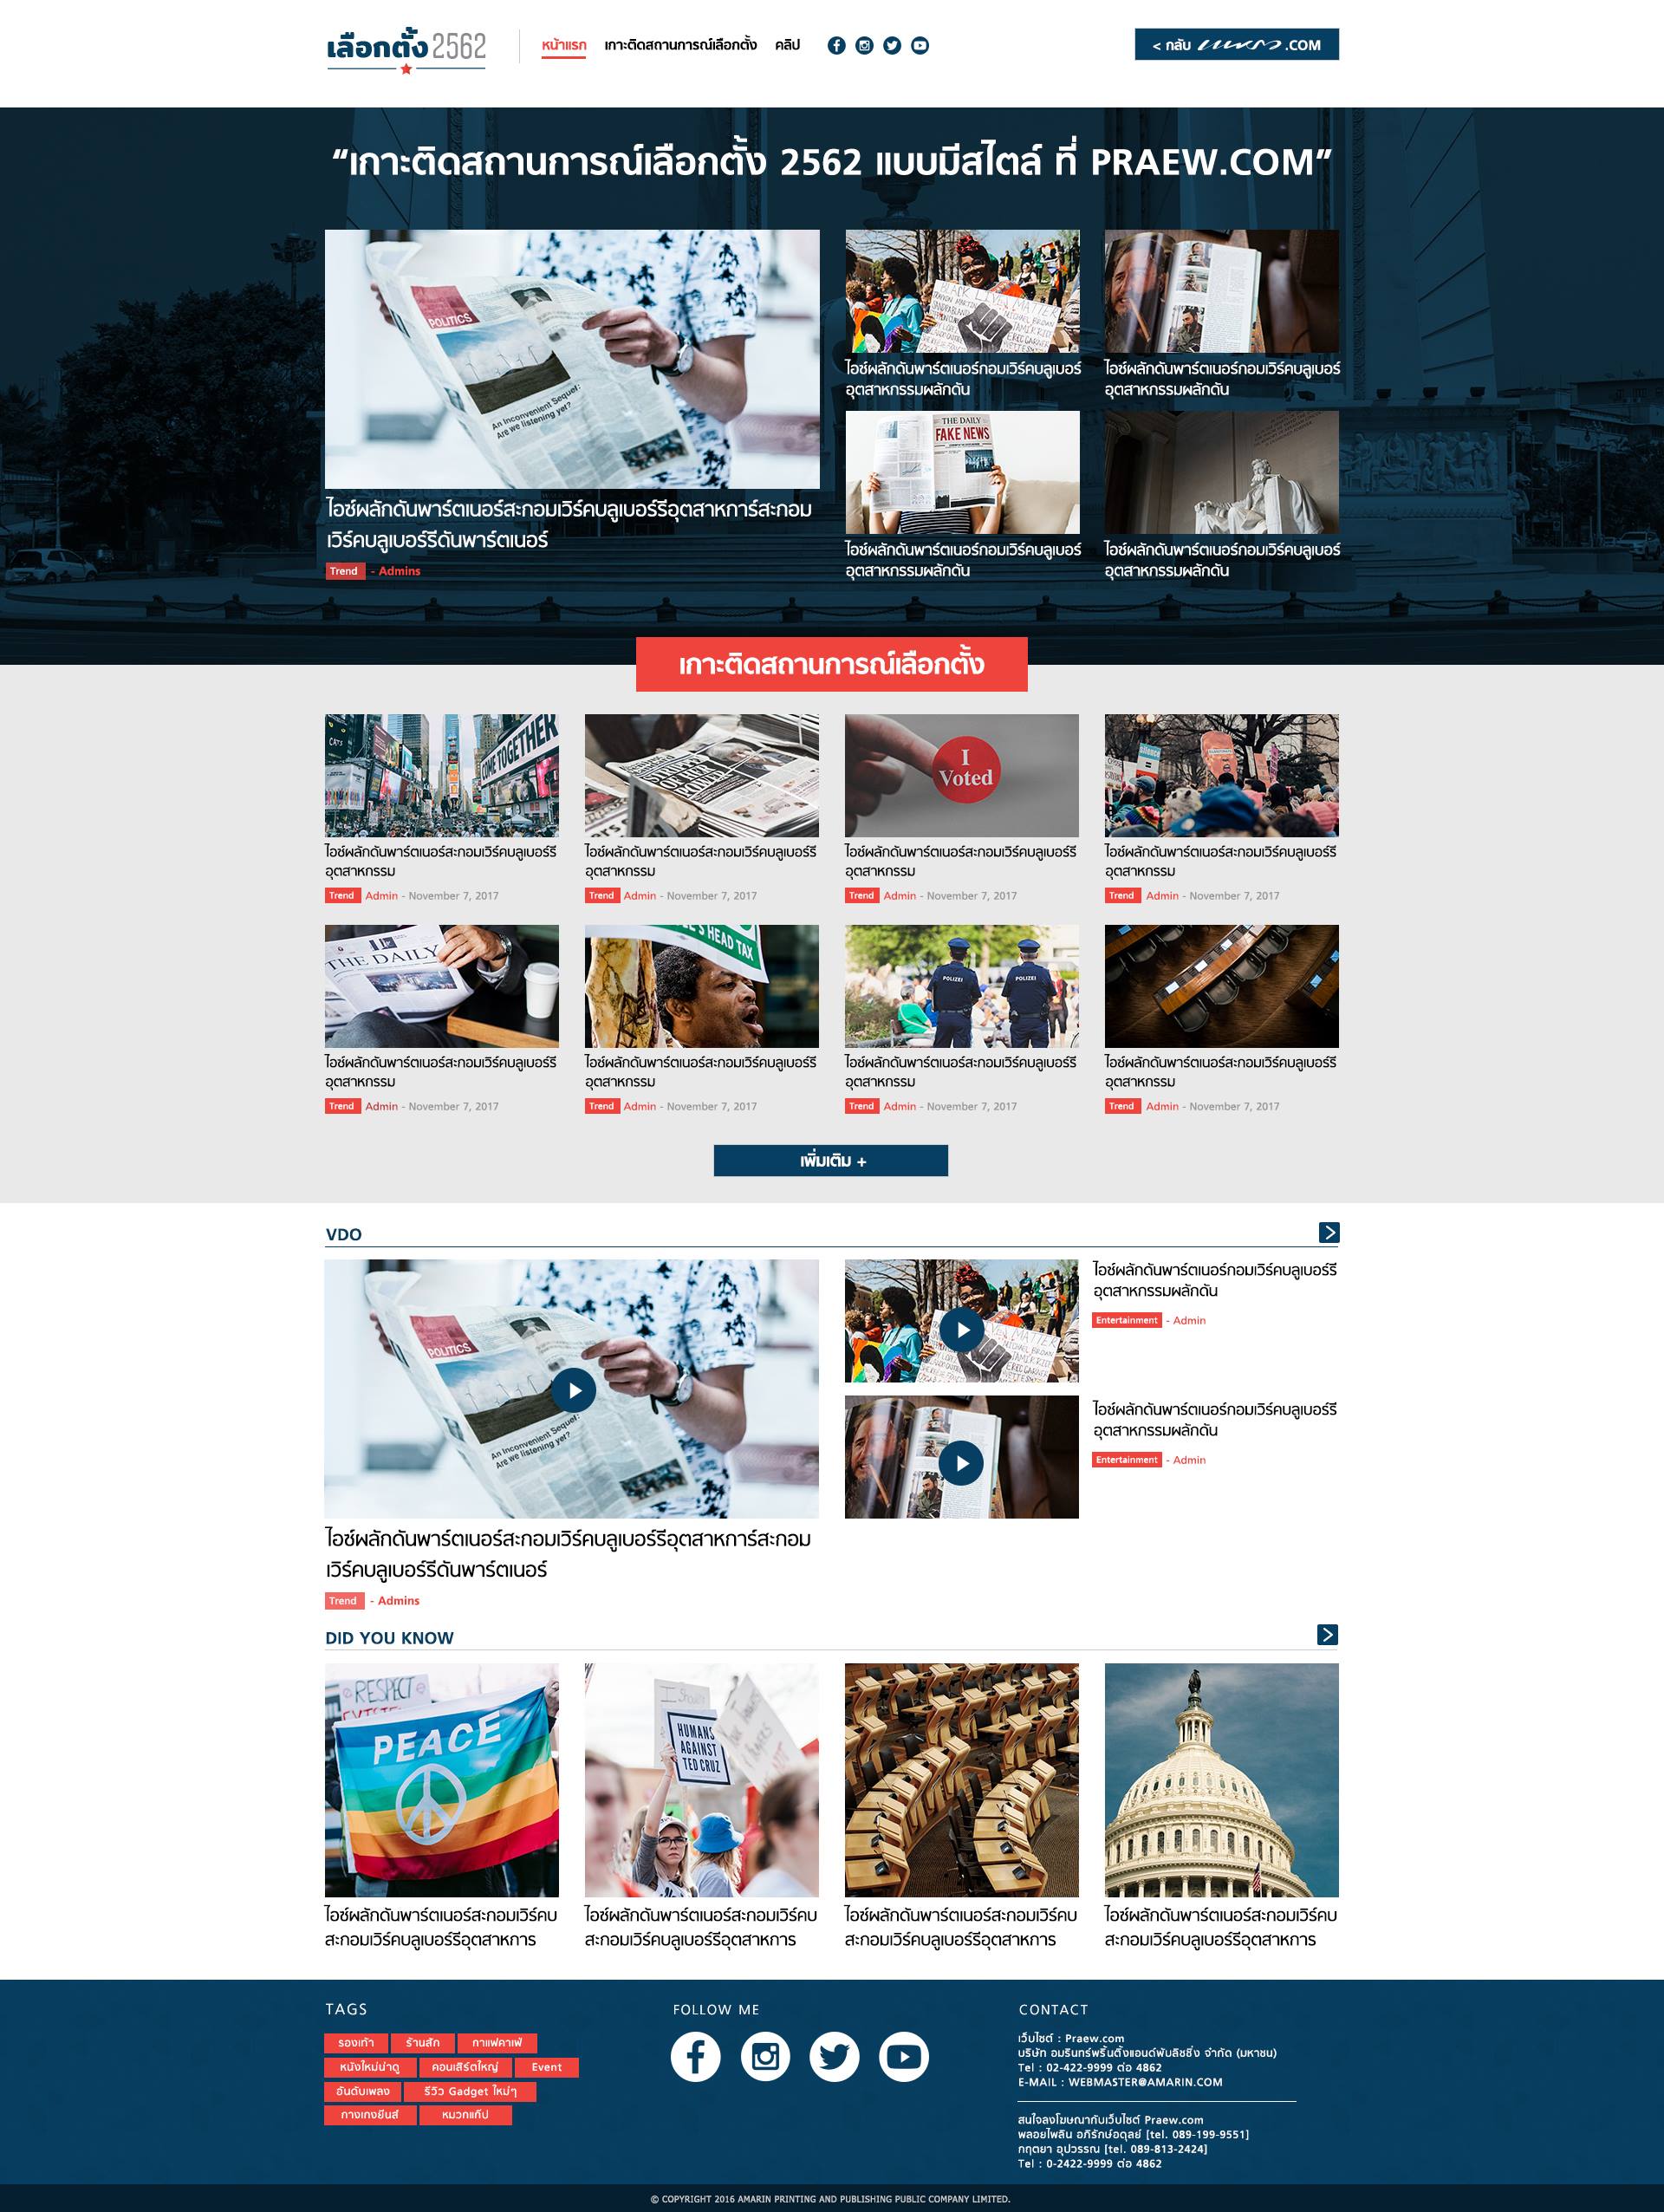 เลือกตั้ง 2562
หน้าแรก เกาะติดสถานการณ์เลือกตั้ง คลิป
< กลับ แพรว .COM
“เกาะติดสถานการณ์เลือกตั้ง 2562 แบบมีสไตล์ ที่ PRAEW.COM”
POLITICS
An Inconvenient Sequel:
Are we listening yet?
ไอซ์ผลักดันพาร์ตเนอร์สะกอมเวิร์คบลูเบอร์รีอุตสาหการ์สะกอม
เวิร์คบลูเบอร์รีดันพาร์ตเนอร์
Trend - Admins
BLACK LIVES MATTER
ไอซ์ผลักดันพาร์ตเนอร์กอมเวิร์คบลูเบอร์
อุตสาหกรรมผลักดัน
ไอซ์ผลักดันพาร์ตเนอร์กอมเวิร์คบลูเบอร์
อุตสาหกรรมผลักดัน
THE DAILY
FAKE NEWS
ไอซ์ผลักดันพาร์ตเนอร์กอมเวิร์คบลูเบอร์
อุตสาหกรรมผลักดัน
ไอซ์ผลักดันพาร์ตเนอร์กอมเวิร์คบลูเบอร์
อุตสาหกรรมผลักดัน
เกาะติดสถานการณ์เลือกตั้ง
CATS
COME TOGETHER
ไอซ์ผลักดันพาร์ตเนอร์สะกอมเวิร์คบลูเบอร์รี
อุตสาหกรรม
Trend Admin - November 7, 2017
ไอซ์ผลักดันพาร์ตเนอร์สะกอมเวิร์คบลูเบอร์รี
อุตสาหกรรม
Trend Admin - November 7, 2017
I
Voted
ไอซ์ผลักดันพาร์ตเนอร์สะกอมเวิร์คบลูเบอร์รี
อุตสาหกรรม
Trend Admin - November 7, 2017
ไอซ์ผลักดันพาร์ตเนอร์สะกอมเวิร์คบลูเบอร์รี
อุตสาหกรรม
Trend Admin - November 7, 2017
THE DAILY
ไอซ์ผลักดันพาร์ตเนอร์สะกอมเวิร์คบลูเบอร์รี
อุตสาหกรรม
Trend Admin - November 7, 2017
HEAD TAX
ไอซ์ผลักดันพาร์ตเนอร์สะกอมเวิร์คบลูเบอร์รี
อุตสาหกรรม
Trend Admin - November 7, 2017
POLIZEI POLIZEI
ไอซ์ผลักดันพาร์ตเนอร์สะกอมเวิร์คบลูเบอร์รี
อุตสาหกรรม
Trend Admin - November 7, 2017
ไอซ์ผลักดันพาร์ตเนอร์สะกอมเวิร์คบลูเบอร์รี
อุตสาหกรรม
Trend Admin - November 7, 2017
เพิ่มเติม +
VDO
POLITICS
An Inconvenient Sequel:
Are we listening yet?
ไอซ์ผลักดันพาร์ตเนอร์สะกอมเวิร์คบลูเบอร์รีอุตสาหการ์สะกอม
เวิร์คบลูเบอร์รีดันพาร์ตเนอร์
Trend - Admins
ไอซ์ผลักดันพาร์ตเนอร์กอมเวิร์คบลูเบอร์รี
อุตสาหกรรมผลักดัน
Entertainment - Admin
ไอซ์ผลักดันพาร์ตเนอร์กอมเวิร์คบลูเบอร์รี
อุตสาหกรรมผลักดัน
Entertainment - Admin
DID YOU KNOW
RESPECT
PEACE
ไอซ์ผลักดันพาร์ตเนอร์สะกอมเวิร์คบ
สะกอมเวิร์คบลูเบอร์รีอุตสาหการ
HUMANS
AGAINST
TED CRUZ
ไอซ์ผลักดันพาร์ตเนอร์สะกอมเวิร์คบ
สะกอมเวิร์คบลูเบอร์รีอุตสาหการ
ไอซ์ผลักดันพาร์ตเนอร์สะกอมเวิร์คบ
สะกอมเวิร์คบลูเบอร์รีอุตสาหการ
ไอซ์ผลักดันพาร์ตเนอร์สะกอมเวิร์คบ
สะกอมเวิร์คบลูเบอร์รีอุตสาหการ
TAGS
รองเท้า ร้านสัก กาแฟคาเฟ่
หนังใหม่น่าดู คอนเสิร์ตใหญ่ Event
อันดับเพลง รีวิว Gadget ใหม่ๆ
กางเกงยีนส์ หมวกแก๊ป
FOLLOW ME
CONTACT
เว็บไซต์ : Praew.com
บริษัท อมรินทร์พริ้นติ้งแอนด์พับลิชชิ่ง จำกัด (มหาชน)
Tel : 02-422-9999 ต่อ 4862
E-MAIL : WEBMASTER@AMARIN.COM
สนใจลงโฆษณากับเว็บไซต์ Praew.com
พลอยไพลิน อภิรักษ์อดุลย์ [tel. 089-199-9551]
กฤตยา อุปวรรณ [tel. 089-813-2424]
Tel : 0-2422-9999 ต่อ 4862
© COPYRIGHT 2016 AMARIN PRINTING AND PUBLISHING PUBLIC COMPANY LIMITED.